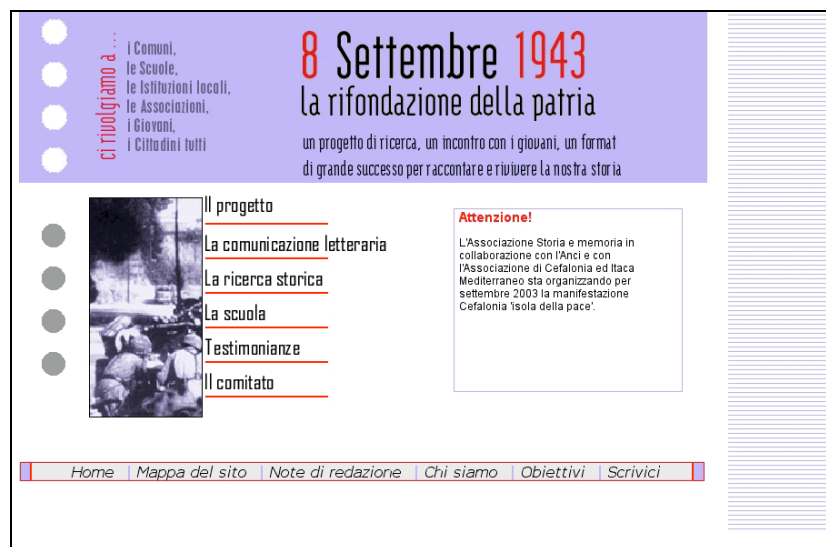 ci rivolgiamo a ...
i Comuni,
le Scuole,
le Istituzioni locali,
le Associazioni,
i Giovani,
i Cittadini tutti
8 Settembre 1943
la rifondazione della patria
un progetto di ricerca, un incontro con i giovani, un format
di grande successo per raccontare e rivivere la nostra storia
Il progetto
La comunicazione letteraria
La ricerca storica
La scuola
Testimonianze
Il comitato
Attenzione!
L'Associazione Storia e memoria in
collaborazione con l'Anci e con
l'Associazione di Cefalonia ed Itaca
Mediterraneo sta organizzando per
settembre 2003 la manifestazione
Cefalonia 'isola della pace'.
Home | Mappa del sito | Note di redazione | Chi siamo | Obiettivi | Scrivici